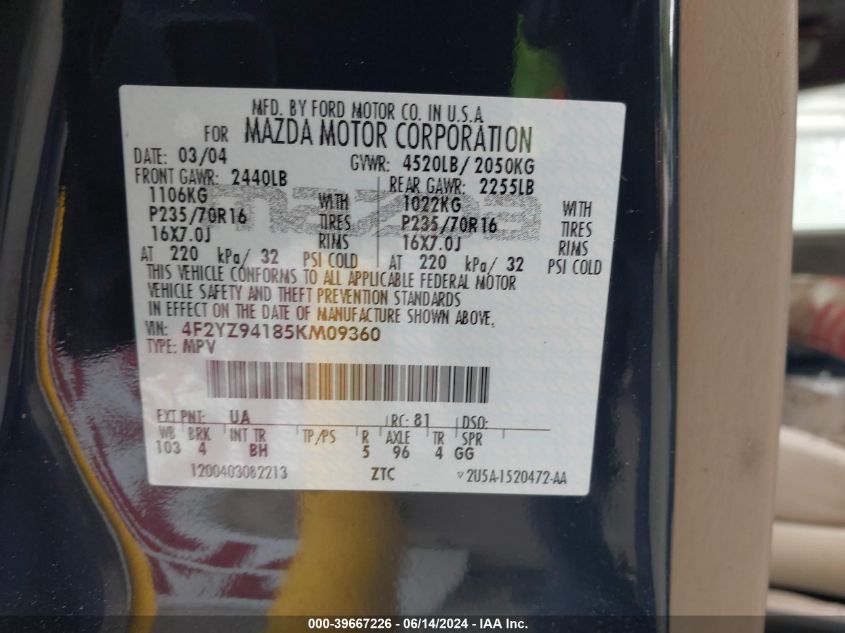 MFD. BY FORD MOTOR CO. IN U.S.A
FOR MAZDA MOTOR CORPORATION
DATE: 03/04 GVWR: 4520LB/ 2050KG
FRONT GAWR: 2440LB REAR GAWR: 2255LB
1106KG WITH 1022KG WITH
P235/70R16 TIRES P235/70R16 TIRES
16X7.0J RIMS 16X7.0J RIMS
AT 220 kPa/ 32 PSI COLD AT 220 kPa/ 32 PSI COLD
THIS VEHICLE CONFORMS TO ALL APPLICABLE FEDERAL MOTOR
VEHICLE SAFETY AND THEFT PREVENTION STANDARDS
IN EFFECT ON THE DATE OF MANUFACTURE SHOWN ABOVE.
VIN: 4F2YZ94185KM09360
TYPE: MPV
EXT PNT: UA RC: 81 DSO:
WB BRK INT TR TP/PS R AXLE TR SPR
103 4 BH 5 96 4 GG
1200403082213 ZTC 2U5A-1520472-AA
mazda
000-39667226 - 06/14/2024 - USA - IAA, Inc.